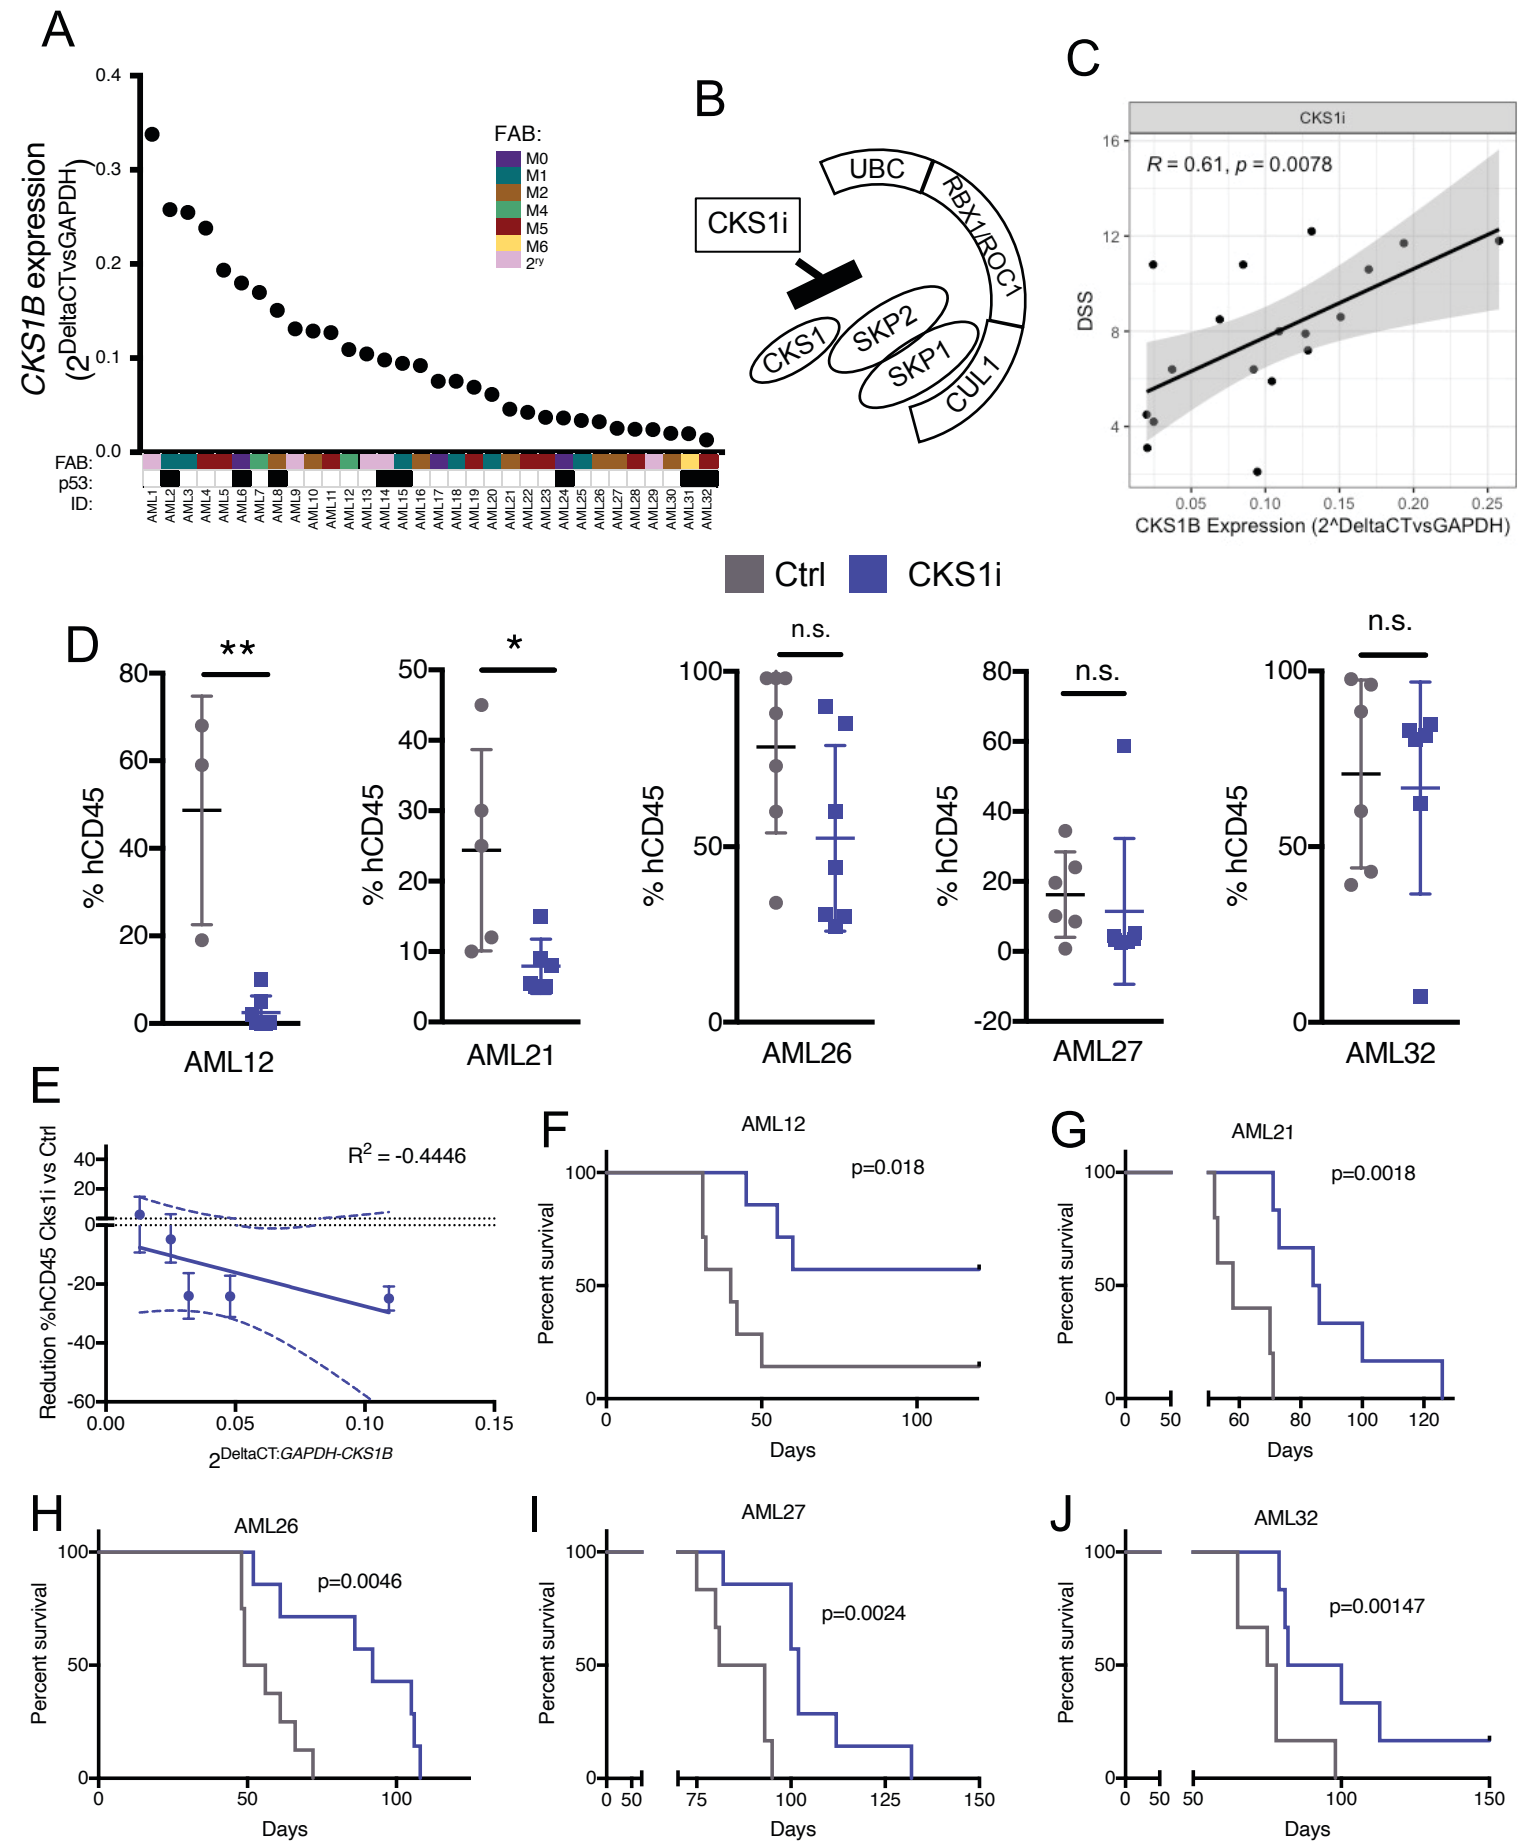 A
CKS1B expression
(2^DeltaCTvsGAPDH)
0.4
0.3
0.2
0.1
0.0
FAB:
M0
M1
M2
M4
M5
M6
2ry
FAB:
p53:
ID:
AML1 AML2 AML3 AML4 AML5 AML6 AML7 AML8 AML9 AML10 AML11 AML12 AML13 AML14 AML15 AML16 AML17 AML18 AML19 AML20 AML21 AML22 AML23 AML24 AML25 AML26 AML27 AML28 AML29 AML30 AML31 AML32
B
CKS1i
UBC
RBX1/ROC1
CUL1
CKS1
SKP2
SKP1
C
CKS1i
R = 0.61, p = 0.0078
DSS
16
12
8
4
0.05 0.10 0.15 0.20 0.25
CKS1B Expression (2^DeltaCTvsGAPDH)
Ctrl CKS1i
D
**
% hCD45
80
60
40
20
0
AML12
*
% hCD45
50
40
30
20
10
0
AML21
n.s.
% hCD45
100
50
0
AML26
n.s.
% hCD45
80
60
40
20
0
-20
AML27
n.s.
% hCD45
100
50
0
AML32
E
Redution %hCD45 Cks1i vs Ctrl
R2 = -0.4446
40
20
0
-20
-40
-60
0.00 0.05 0.10 0.15
2DeltaCT:GAPDH-CKS1B
F
AML12
p=0.018
Percent survival
100
50
0
0 50 100
Days
G
AML21
p=0.0018
Percent survival
100
50
0
0 50 60 80 100 120
Days
H
AML26
p=0.0046
Percent survival
100
50
0
0 50 100
Days
I
AML27
p=0.0024
Percent survival
100
50
0
0 50 75 100 125 150
Days
J
AML32
p=0.00147
Percent survival
100
50
0
0 50 50 100 150
Days